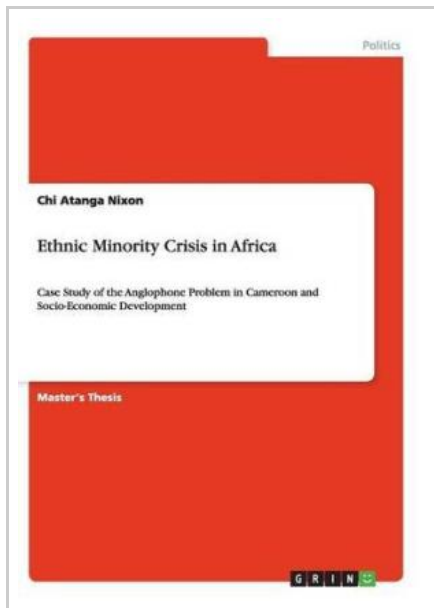 Politics
Chi Atanga Nixon
Ethnic Minority Crisis in Africa
Case Study of the Anglophone Problem in Cameroon and
Socio-Economic Development
Master's Thesis
GRIN